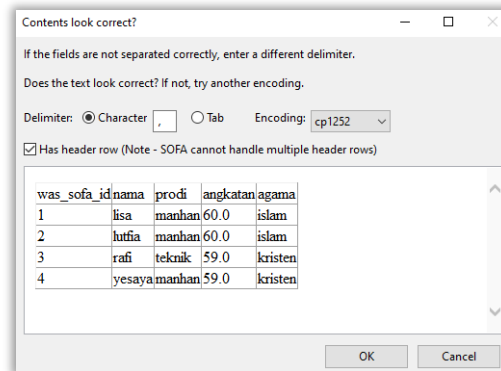 Contents look correct?
If the fields are not separated correctly, enter a different delimiter.
Does the text look correct? If not, try another encoding.
Delimiter: Character , Tab Encoding: cp1252
Has header row (Note - SOFA cannot handle multiple header rows)
was_sofa_id nama prodi angkatan agama
1 lisa manhan 60.0 islam
2 lutfia manhan 60.0 islam
3 rafi teknik 59.0 kristen
4 yesaya manhan 59.0 kristen
OK Cancel